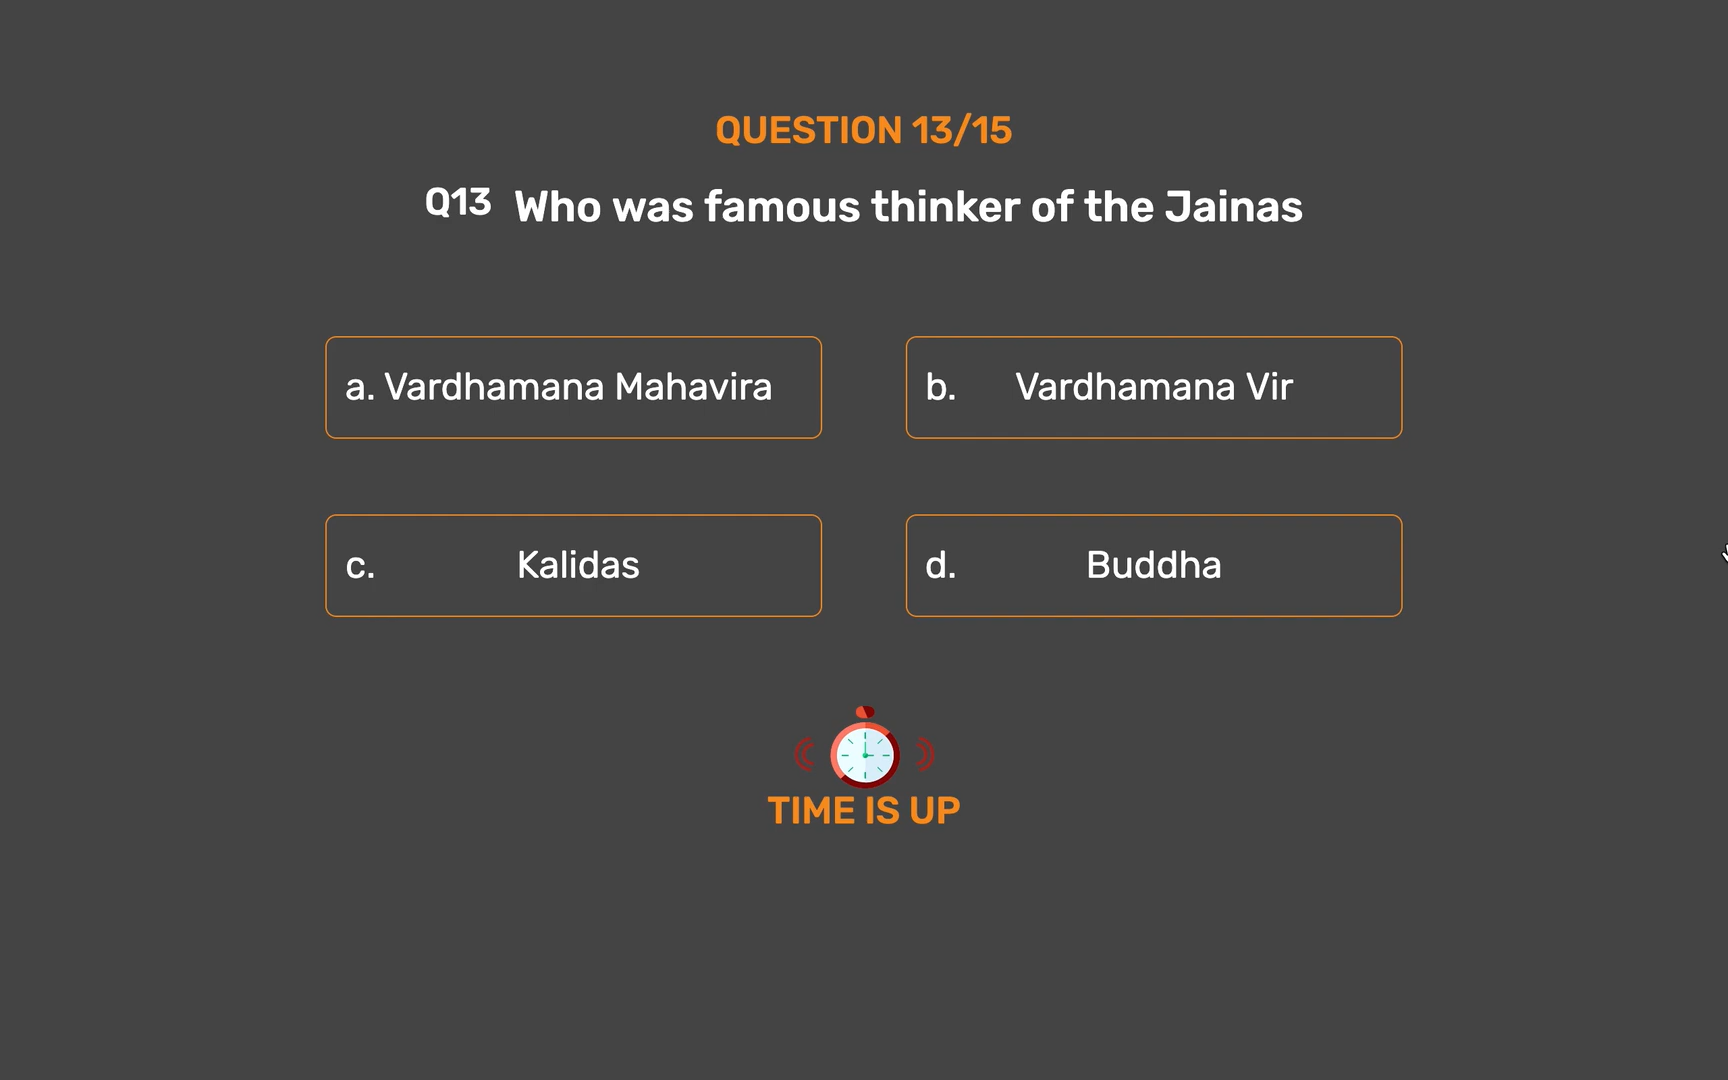 QUESTION 13/15
Q13 Who was famous thinker of the Jainas
a. Vardhamana Mahavira
b. Vardhamana Vir
c. Kalidas
d. Buddha
TIME IS UP